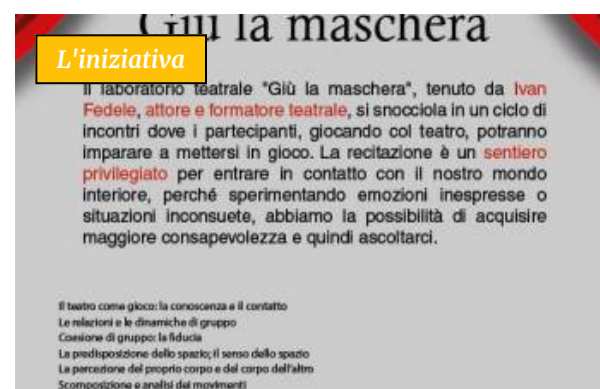 Giù la maschera
L'iniziativa
Il laboratorio teatrale "Giù la maschera", tenuto da Ivan
Fedele, attore e formatore teatrale, si snocciola in un ciclo di
incontri dove i partecipanti, giocando col teatro, potranno
imparare a mettersi in gioco. La recitazione è un sentiero
privilegiato per entrare in contatto con il nostro mondo
interiore, perché sperimentando emozioni inespresse o
situazioni inconsuete, abbiamo la possibilità di acquisire
maggiore consapevolezza e quindi ascoltarci.
Il teatro come gioco: la conoscenza e il contatto
Le relazioni e le dinamiche di gruppo
Coesione di gruppo: la fiducia
La predisposizione dello spazio; il senso dello spazio
La percezione del proprio corpo e del corpo dell'altro
Scomposizione e analisi dei movimenti